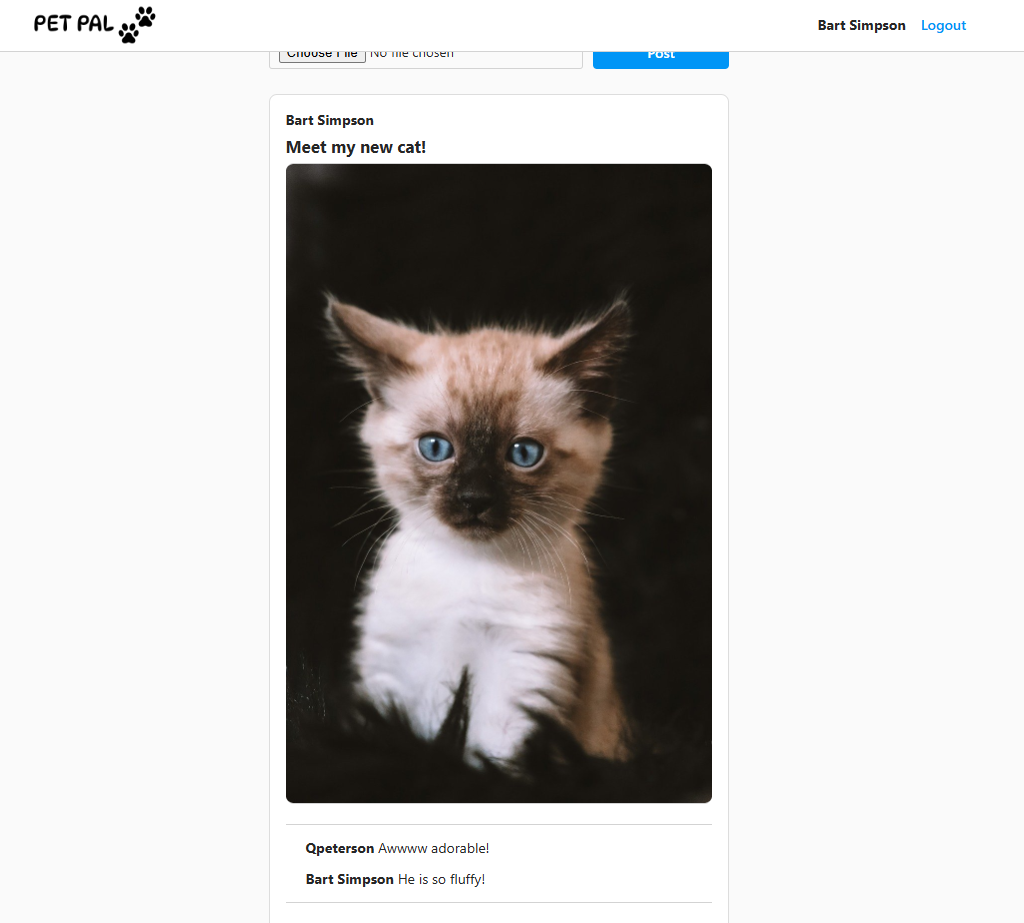 PET PAL
Bart Simpson Logout
Choose File No file chosen
Post
Bart Simpson
Meet my new cat!
Qpeterson Awwww adorable!
Bart Simpson He is so fluffy!